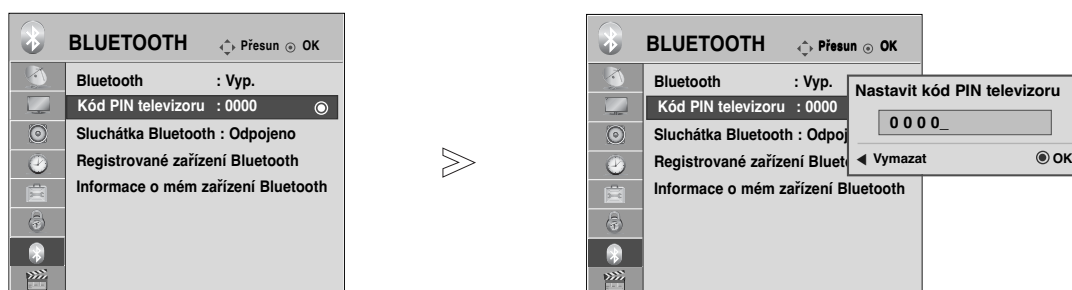 BLUETOOTH Přesun OK
Bluetooth : Vyp.
Kód PIN televizoru : 0000
Sluchátka Bluetooth : Odpojeno
Registrované zařízení Bluetooth
Informace o mém zařízení Bluetooth
BLUETOOTH Přesun OK
Bluetooth : Vyp.
Kód PIN televizoru : 0000
Sluchátka Bluetooth : Odpoj
Registrované zařízení Bluet
Informace o mém zařízení Bluetooth
Nastavit kód PIN televizoru
0 0 0 0_
Vymazat OK